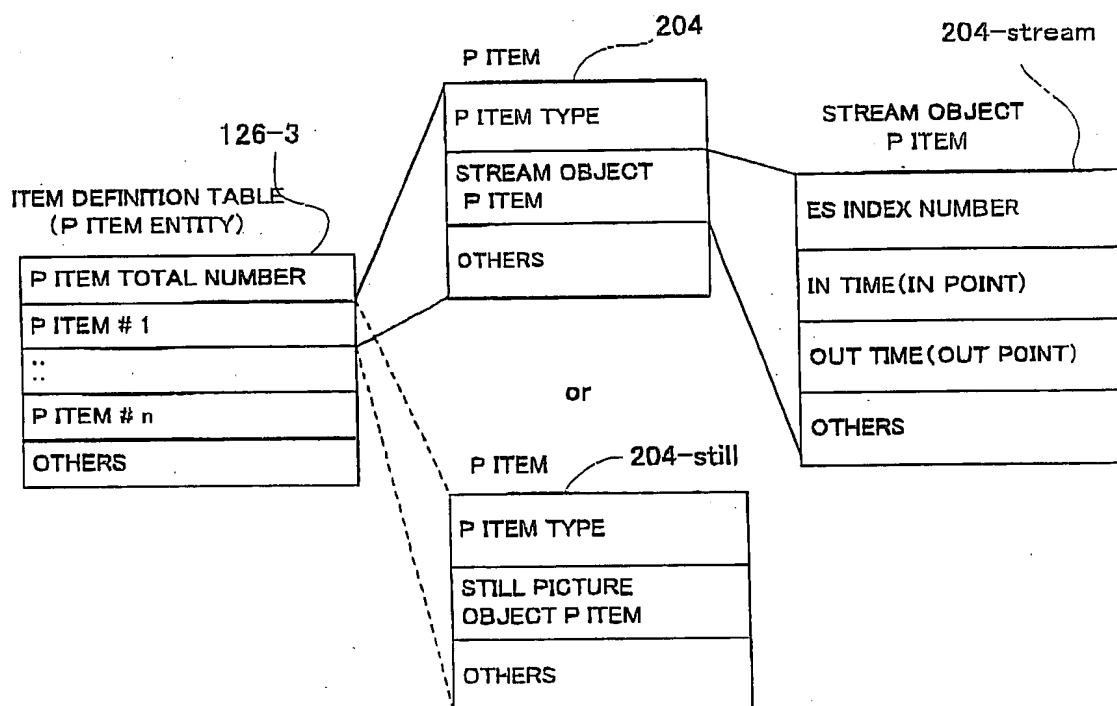 126-3
ITEM DEFINITION TABLE
(P ITEM ENTITY)
P ITEM TOTAL NUMBER
P ITEM # 1
::
P ITEM # n
OTHERS
204
P ITEM
P ITEM TYPE
STREAM OBJECT
P ITEM
OTHERS
or
P ITEM
204-still
P ITEM TYPE
STILL PICTURE
OBJECT P ITEM
OTHERS
204-stream
STREAM OBJECT
P ITEM
ES INDEX NUMBER
IN TIME(IN POINT)
OUT TIME(OUT POINT)
OTHERS